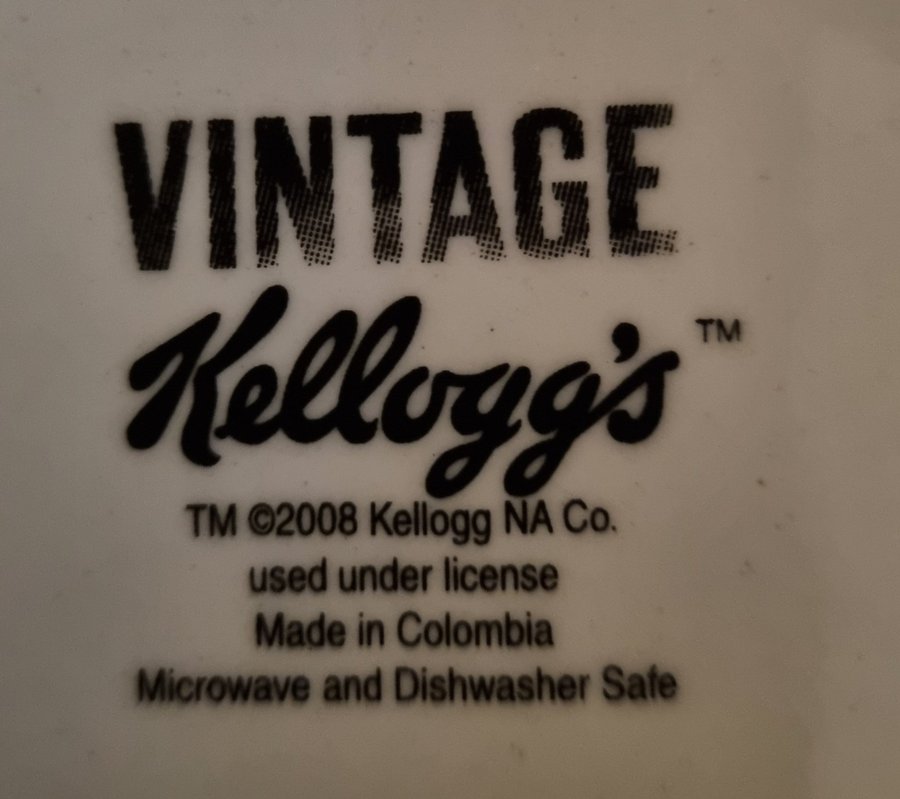 VINTAGE
Kellogg's ™
TM ©2008 Kellogg NA Co.
used under license
Made in Colombia
Microwave and Dishwasher Safe